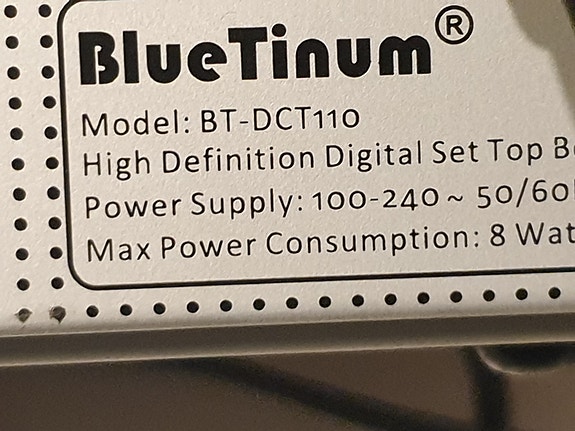 BlueTinum®
Model: BT-DCT110
High Definition Digital Set Top B
Power Supply: 100-240~ 50/60
Max Power Consumption: 8 Wat